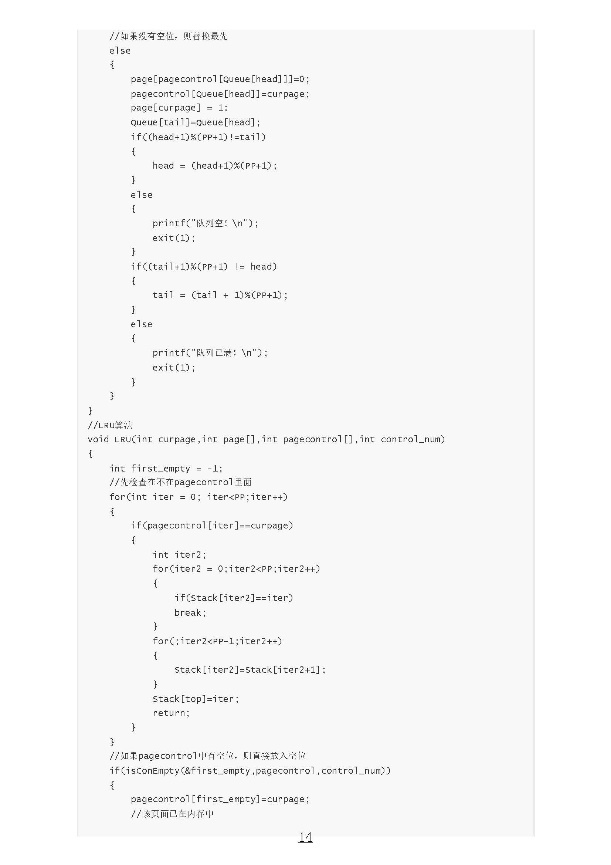 //如果没有空位，则替换最先
else
{
page[pagecontrol[Queue[head]]]=0;
pagecontrol[Queue[head]]=curpage;
page[curpage] = 1;
Queue[tail]=Queue[head];
if((head+1)%(PP+1)!=tail)
{
head = (head+1)%(PP+1);
}
else
{
printf("队列空！\n");
exit(1);
}
if((tail+1)%(PP+1) != head)
{
tail = (tail + 1)%(PP+1);
}
else
{
printf("队列已满！\n");
exit(1);
}
}
}
//LRU算法
void LRU(int curpage,int page[],int pagecontrol[],int control_num)
{
int first_empty = -1;
//先检查在不在pagecontrol里面
for(int iter = 0; iter<PP;iter++)
{
if(pagecontrol[iter]==curpage)
{
int iter2;
for(iter2 = 0;iter2<PP;iter2++)
{
if(Stack[iter2]==iter)
break;
}
for(;iter2<PP-1;iter2++)
{
Stack[iter2]=Stack[iter2+1];
}
Stack[top]=iter;
return;
}
}
//如果pagecontrol中有空位，则直接放入空位
if(isConEmpty(&first_empty,pagecontrol,control_num))
{
pagecontrol[first_empty]=curpage;
//该页面已在内存中
14